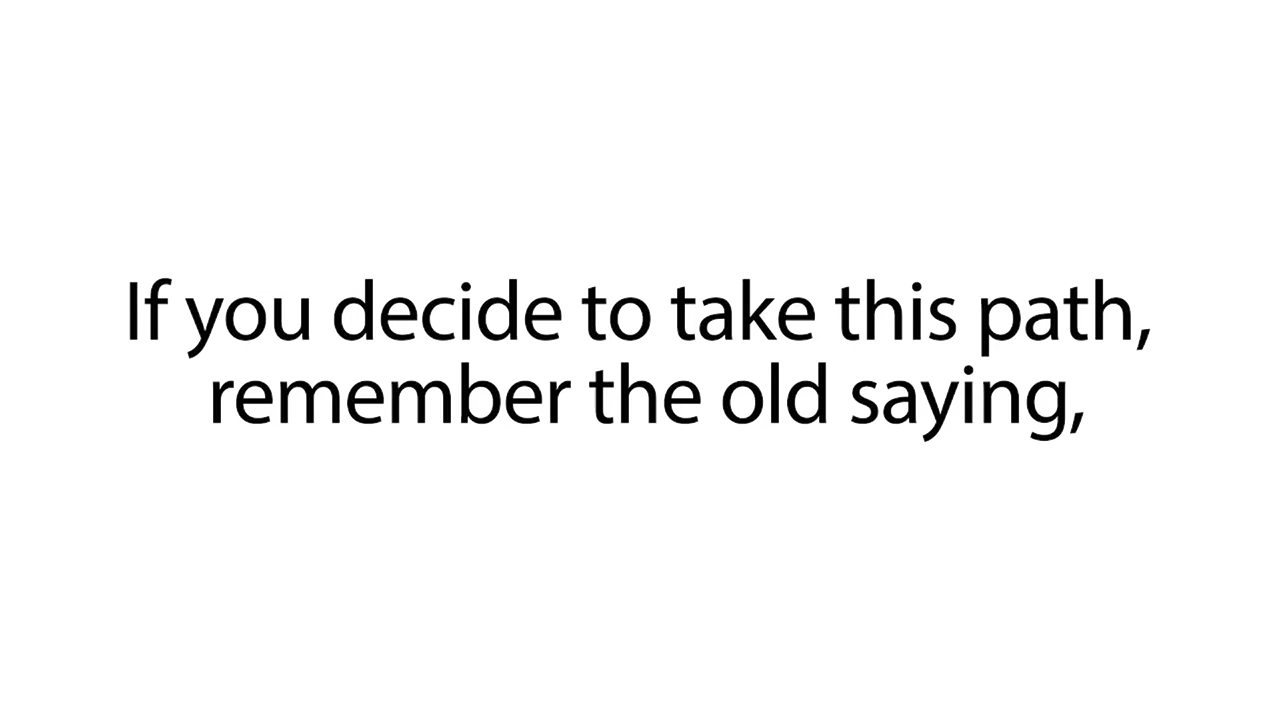 If you decide to take this path,
remember the old saying,